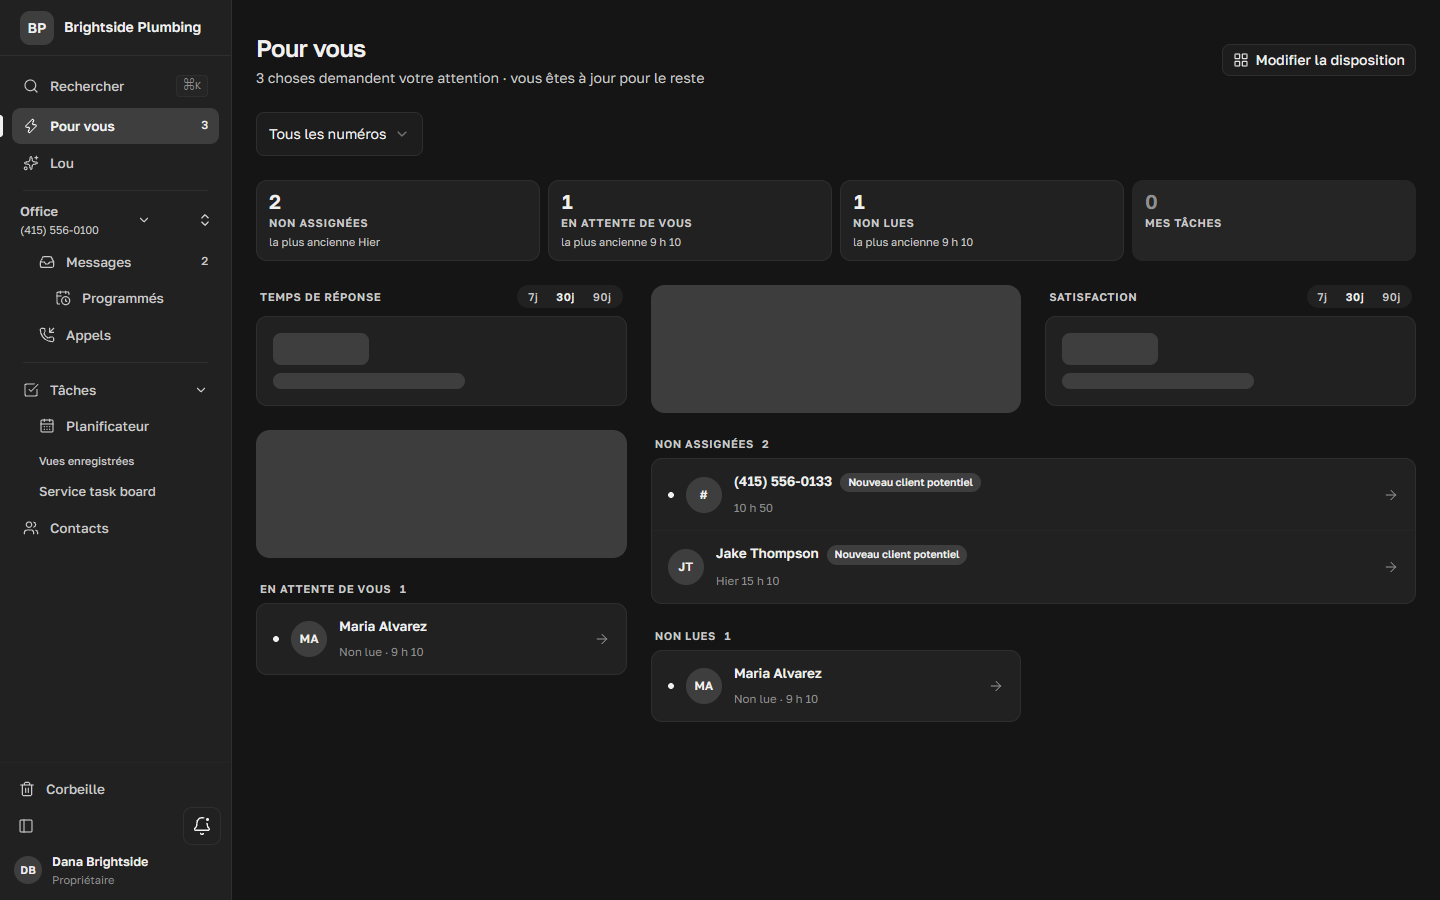 BP Brightside Plumbing
Rechercher ⌘K
Pour vous 3
Lou
Office
(415) 556-0100
Messages 2
Programmés
Appels
Tâches
Planificateur
Vues enregistrées
Service task board
Contacts
Corbeille
DB Dana Brightside
Propriétaire
Pour vous
3 choses demandent votre attention · vous êtes à jour pour le reste
Modifier la disposition
Tous les numéros
2
NON ASSIGNÉES
la plus ancienne Hier
1
EN ATTENTE DE VOUS
la plus ancienne 9 h 10
1
NON LUES
la plus ancienne 9 h 10
0
MES TÂCHES
TEMPS DE RÉPONSE 7j 30j 90j
SATISFACTION 7j 30j 90j
EN ATTENTE DE VOUS 1
MA Maria Alvarez
Non lue · 9 h 10
NON ASSIGNÉES 2
# (415) 556-0133 Nouveau client potentiel
10 h 50
JT Jake Thompson Nouveau client potentiel
Hier 15 h 10
NON LUES 1
MA Maria Alvarez
Non lue · 9 h 10